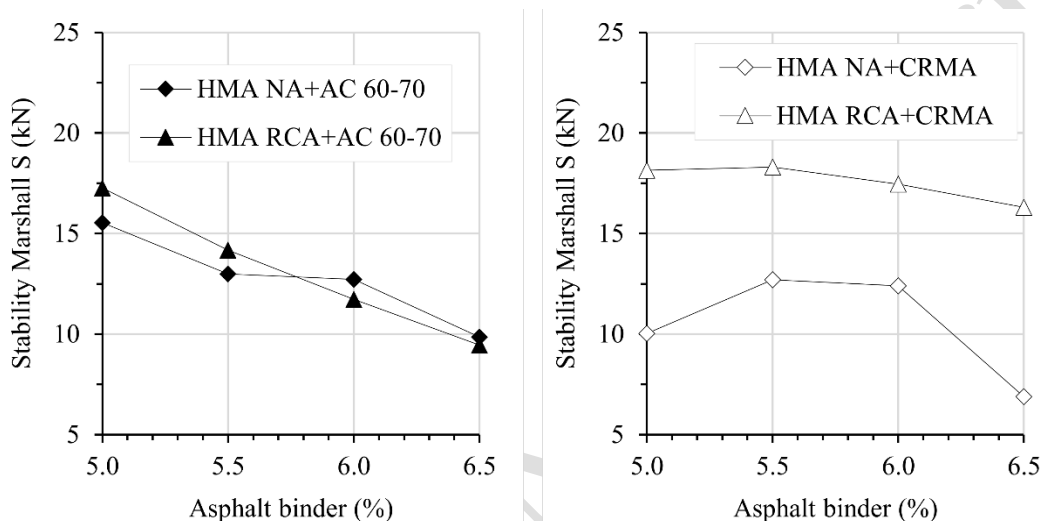 25
20
15
10
5
Stability Marshall S (kN)
HMA NA+AC 60-70
HMA RCA+AC 60-70
5.0 5.5 6.0 6.5
Asphalt binder (%)
25
20
15
10
5
Stability Marshall S (kN)
HMA NA+CRMA
HMA RCA+CRMA
5.0 5.5 6.0 6.5
Asphalt binder (%)